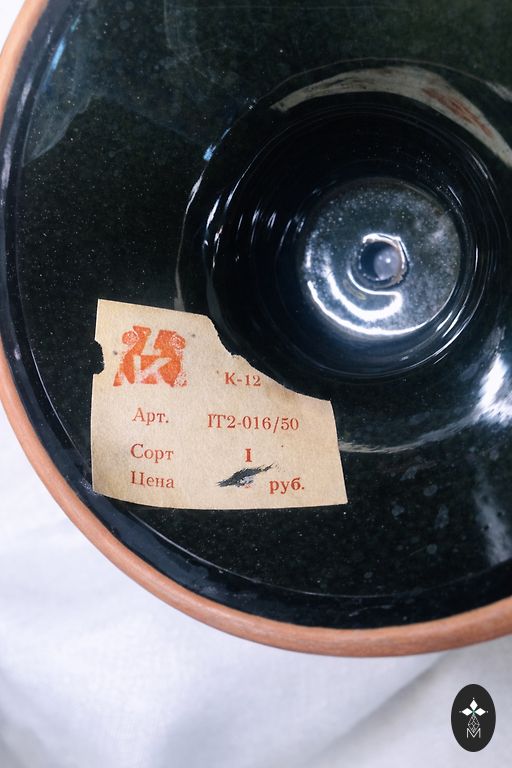 К
К-12
Арт. IT2-016/50
Сорт I
Цена руб.
М